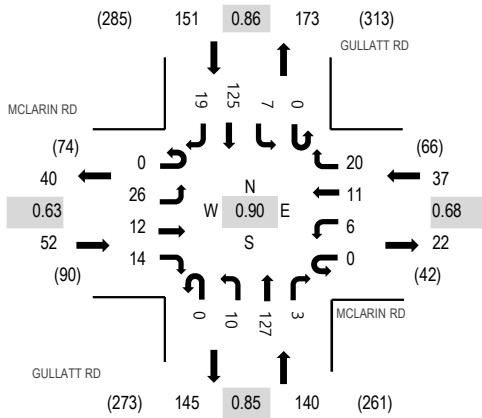 (285) 151 0.86 173 (313)
GULLATT RD
19 125 7 0
MCLARIN RD
(74) (66)
0 20
40 37
26 N 11
0.63 W 0.90 E 0.68
12 6
52 S 22
14 0
(90) (42)
0 10 127 3
MCLARIN RD
GULLATT RD
(273) 145 0.85 140 (261)